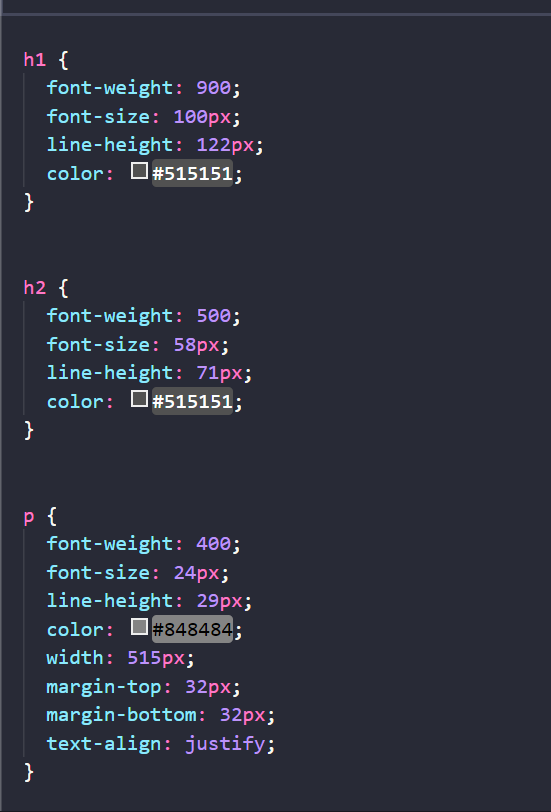 h1 {
font-weight: 900;
font-size: 100px;
line-height: 122px;
color: #515151;
}
h2 {
font-weight: 500;
font-size: 58px;
line-height: 71px;
color: #515151;
}
p {
font-weight: 400;
font-size: 24px;
line-height: 29px;
color: #848484;
width: 515px;
margin-top: 32px;
margin-bottom: 32px;
text-align: justify;
}